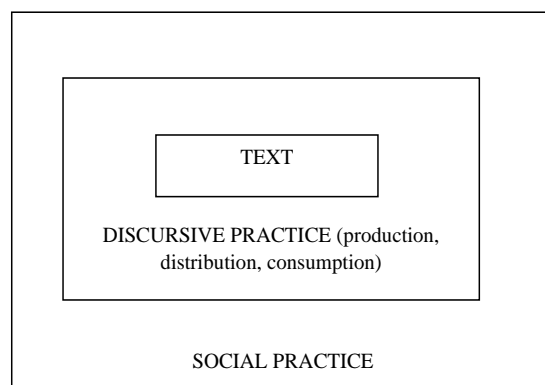 TEXT
DISCURSIVE PRACTICE (production,
distribution, consumption)
SOCIAL PRACTICE